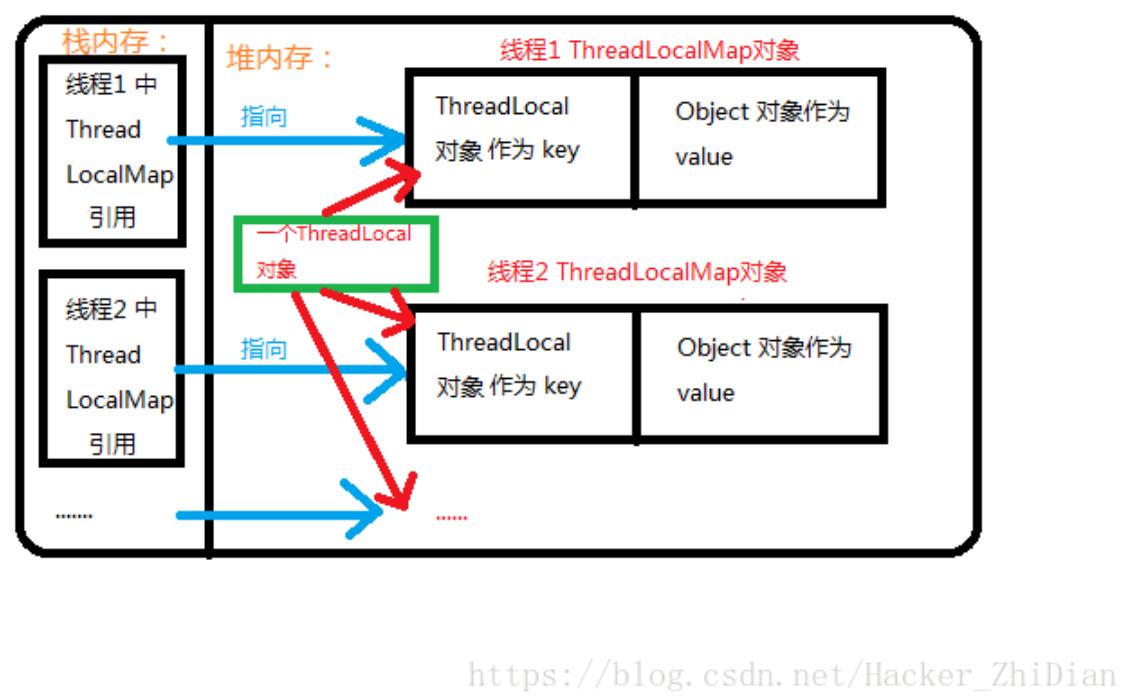 栈内存：
堆内存：
线程1 ThreadLocalMap对象
线程1 中
Thread
LocalMap
引用
指向
ThreadLocal
对象 作为 key
Object 对象作为
value
一个ThreadLocal
对象
线程2 ThreadLocalMap对象
线程2 中
Thread
LocalMap
引用
指向
ThreadLocal
对象 作为 key
Object 对象作为
value
.......
......
https://blog.csdn.net/Hacker_ZhiDian